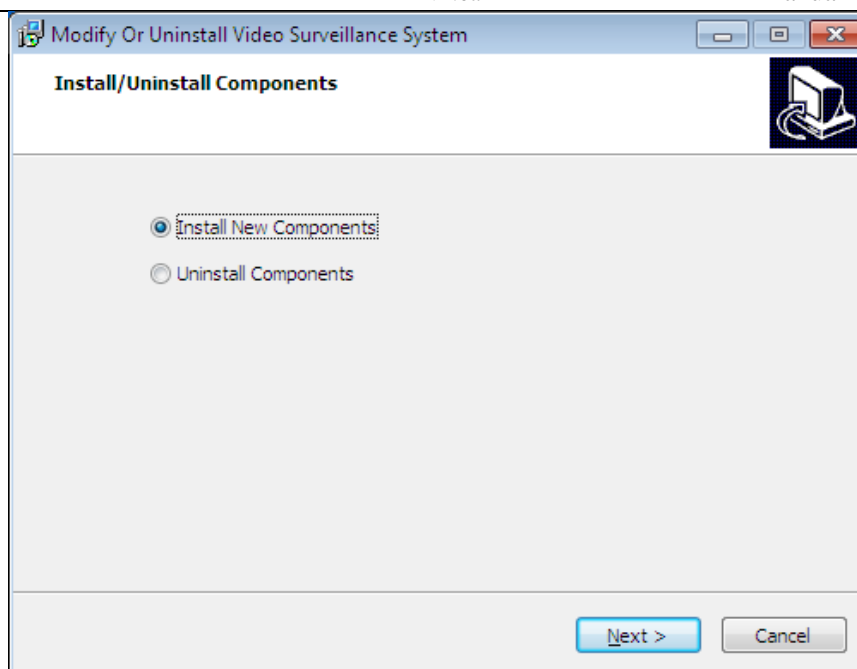 Modify Or Uninstall Video Surveillance System
Install/Uninstall Components
Install New Components
Uninstall Components
Next >
Cancel